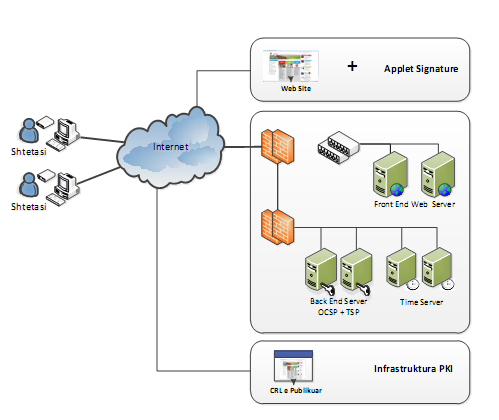 Web Site
+
Applet Signature
Shtetasi
Internet
Shtetasi
Front End Web Server
Back End Server
OCSP + TSP
Time Server
CRL e Publikuar
Infrastruktura PKI